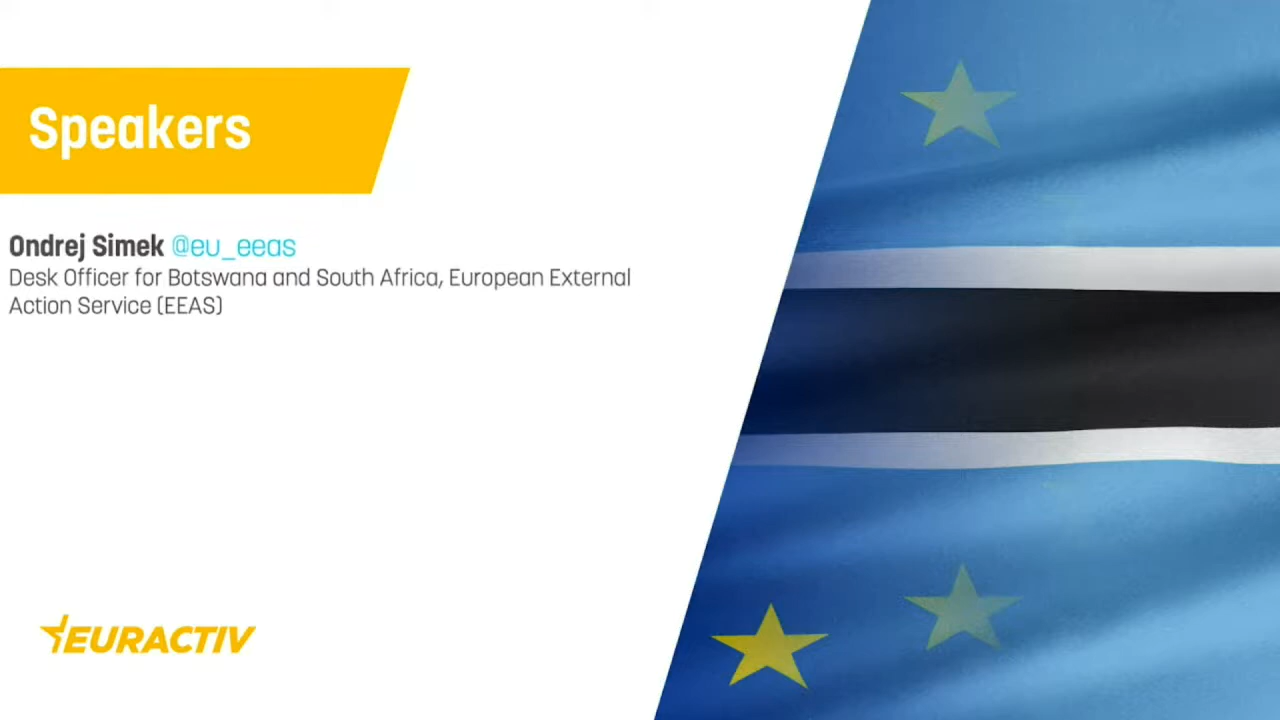 Speakers
Ondrej Simek @eu_eeas
Desk Officer for Botswana and South Africa, European External
Action Service (EEAS)
EURACTIV